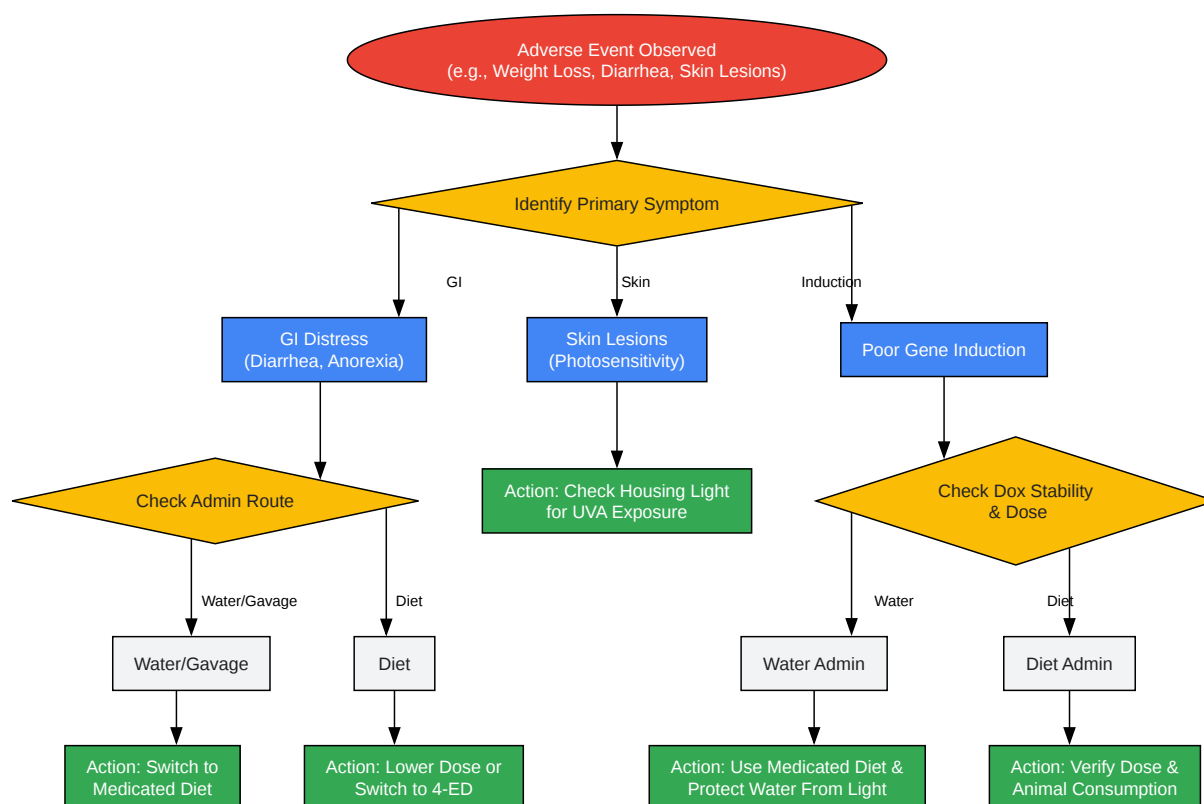 Adverse Event Observed
(e.g., Weight Loss, Diarrhea, Skin Lesions)
Identify Primary Symptom
GI
Skin
Induction
GI Distress
(Diarrhea, Anorexia)
Skin Lesions
(Photosensitivity)
Poor Gene Induction
Check Admin Route
Action: Check Housing Light
for UVA Exposure
Check Dox Stability
& Dose
Water/Gavage
Diet
Water
Diet
Water/Gavage
Diet
Water Admin
Diet Admin
Action: Switch to
Medicated Diet
Action: Lower Dose or
Switch to 4-ED
Action: Use Medicated Diet &
Protect Water From Light
Action: Verify Dose &
Animal Consumption